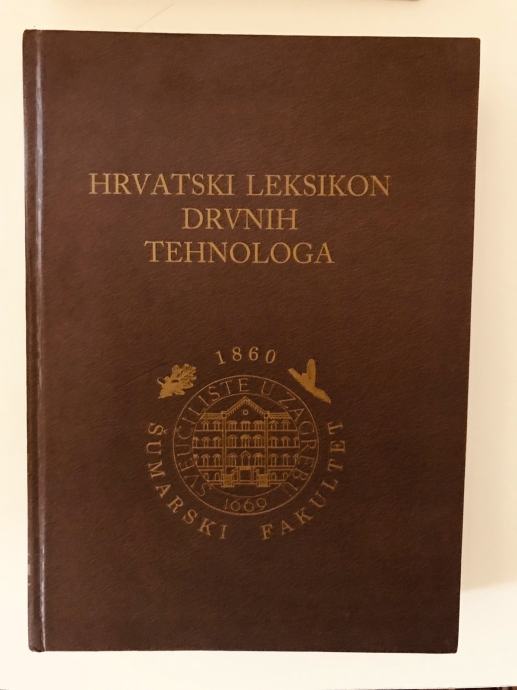 HRVATSKI LEKSIKON
DRVNIH
TEHNOLOGA
1860
SVEUČILIŠTE U ZAGREBU
1669
ŠUMARSKI FAKULTET